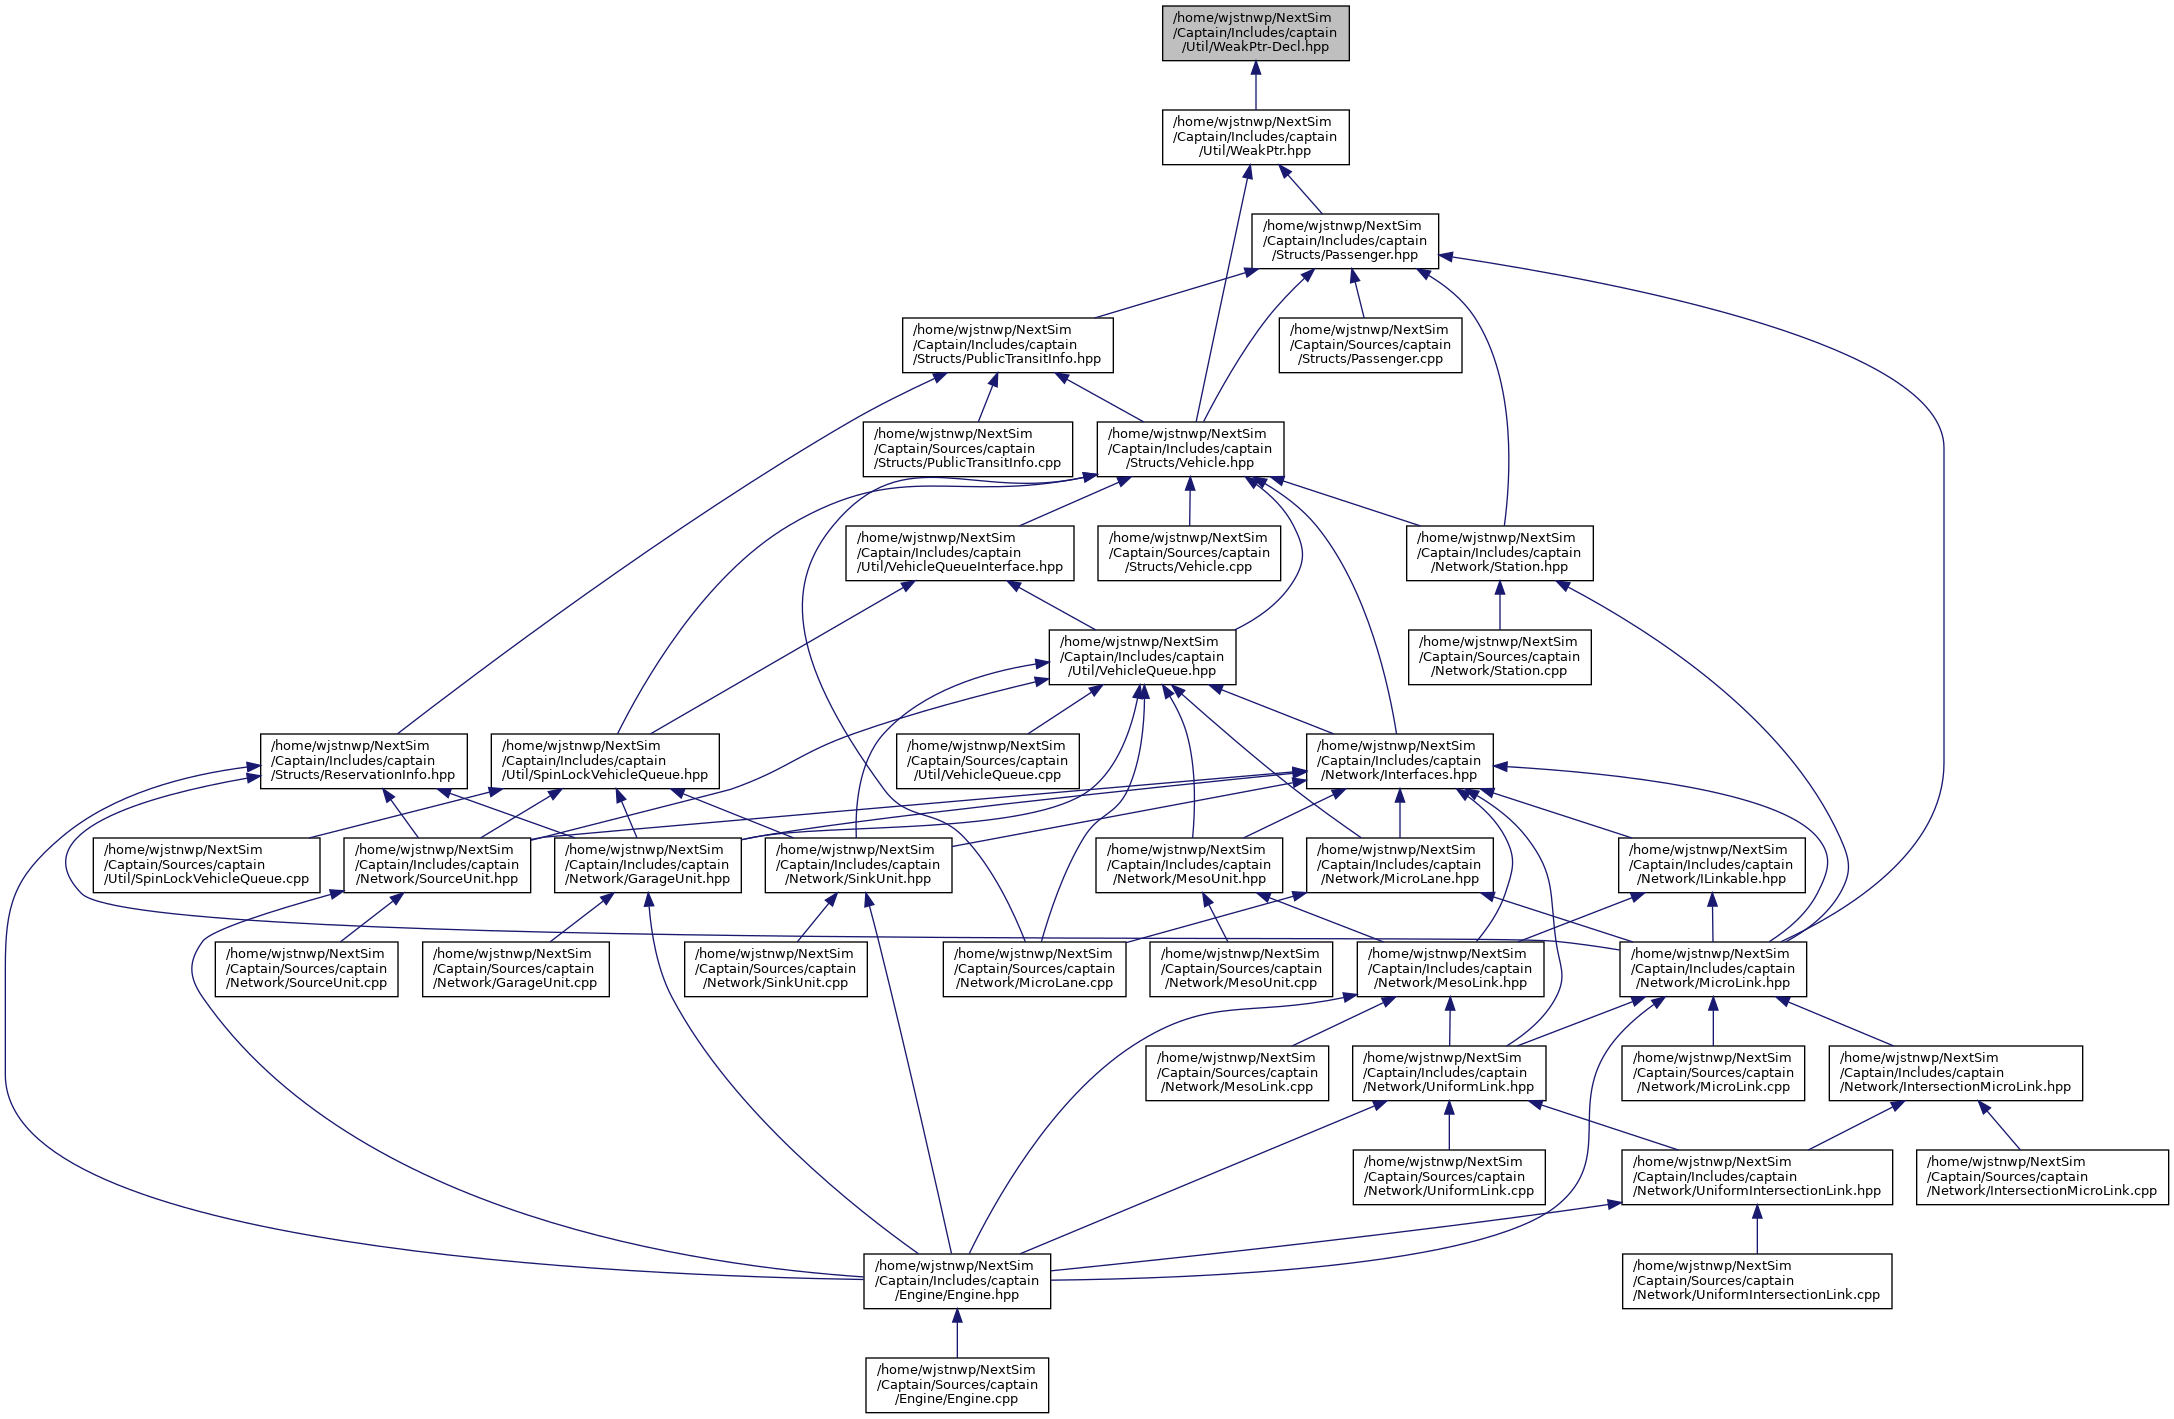 /home/wjstnwp/NextSim
/Captain/Includes/captain
/Util/WeakPtr-Decl.hpp
/home/wjstnwp/NextSim
/Captain/Includes/captain
/Util/WeakPtr.hpp
/home/wjstnwp/NextSim
/Captain/Includes/captain
/Structs/Passenger.hpp
/home/wjstnwp/NextSim
/Captain/Includes/captain
/Structs/PublicTransitInfo.hpp
/home/wjstnwp/NextSim
/Captain/Sources/captain
/Structs/Passenger.cpp
/home/wjstnwp/NextSim
/Captain/Sources/captain
/Structs/PublicTransitInfo.cpp
/home/wjstnwp/NextSim
/Captain/Includes/captain
/Structs/Vehicle.hpp
/home/wjstnwp/NextSim
/Captain/Includes/captain
/Util/VehicleQueueInterface.hpp
/home/wjstnwp/NextSim
/Captain/Sources/captain
/Structs/Vehicle.cpp
/home/wjstnwp/NextSim
/Captain/Includes/captain
/Network/Station.hpp
/home/wjstnwp/NextSim
/Captain/Includes/captain
/Util/VehicleQueue.hpp
/home/wjstnwp/NextSim
/Captain/Sources/captain
/Network/Station.cpp
/home/wjstnwp/NextSim
/Captain/Includes/captain
/Structs/ReservationInfo.hpp
/home/wjstnwp/NextSim
/Captain/Includes/captain
/Util/SpinLockVehicleQueue.hpp
/home/wjstnwp/NextSim
/Captain/Sources/captain
/Util/VehicleQueue.cpp
/home/wjstnwp/NextSim
/Captain/Includes/captain
/Network/Interfaces.hpp
/home/wjstnwp/NextSim
/Captain/Sources/captain
/Util/SpinLockVehicleQueue.cpp
/home/wjstnwp/NextSim
/Captain/Includes/captain
/Network/SourceUnit.hpp
/home/wjstnwp/NextSim
/Captain/Includes/captain
/Network/GarageUnit.hpp
/home/wjstnwp/NextSim
/Captain/Includes/captain
/Network/SinkUnit.hpp
/home/wjstnwp/NextSim
/Captain/Includes/captain
/Network/MesoUnit.hpp
/home/wjstnwp/NextSim
/Captain/Includes/captain
/Network/MicroLane.hpp
/home/wjstnwp/NextSim
/Captain/Includes/captain
/Network/ILinkable.hpp
/home/wjstnwp/NextSim
/Captain/Sources/captain
/Network/SourceUnit.cpp
/home/wjstnwp/NextSim
/Captain/Sources/captain
/Network/GarageUnit.cpp
/home/wjstnwp/NextSim
/Captain/Sources/captain
/Network/SinkUnit.cpp
/home/wjstnwp/NextSim
/Captain/Sources/captain
/Network/MicroLane.cpp
/home/wjstnwp/NextSim
/Captain/Sources/captain
/Network/MesoUnit.cpp
/home/wjstnwp/NextSim
/Captain/Includes/captain
/Network/MesoLink.hpp
/home/wjstnwp/NextSim
/Captain/Includes/captain
/Network/MicroLink.hpp
/home/wjstnwp/NextSim
/Captain/Sources/captain
/Network/MesoLink.cpp
/home/wjstnwp/NextSim
/Captain/Includes/captain
/Network/UniformLink.hpp
/home/wjstnwp/NextSim
/Captain/Sources/captain
/Network/MicroLink.cpp
/home/wjstnwp/NextSim
/Captain/Includes/captain
/Network/IntersectionMicroLink.hpp
/home/wjstnwp/NextSim
/Captain/Sources/captain
/Network/UniformLink.cpp
/home/wjstnwp/NextSim
/Captain/Includes/captain
/Network/UniformIntersectionLink.hpp
/home/wjstnwp/NextSim
/Captain/Sources/captain
/Network/IntersectionMicroLink.cpp
/home/wjstnwp/NextSim
/Captain/Includes/captain
/Engine/Engine.hpp
/home/wjstnwp/NextSim
/Captain/Sources/captain
/Network/UniformIntersectionLink.cpp
/home/wjstnwp/NextSim
/Captain/Sources/captain
/Engine/Engine.cpp